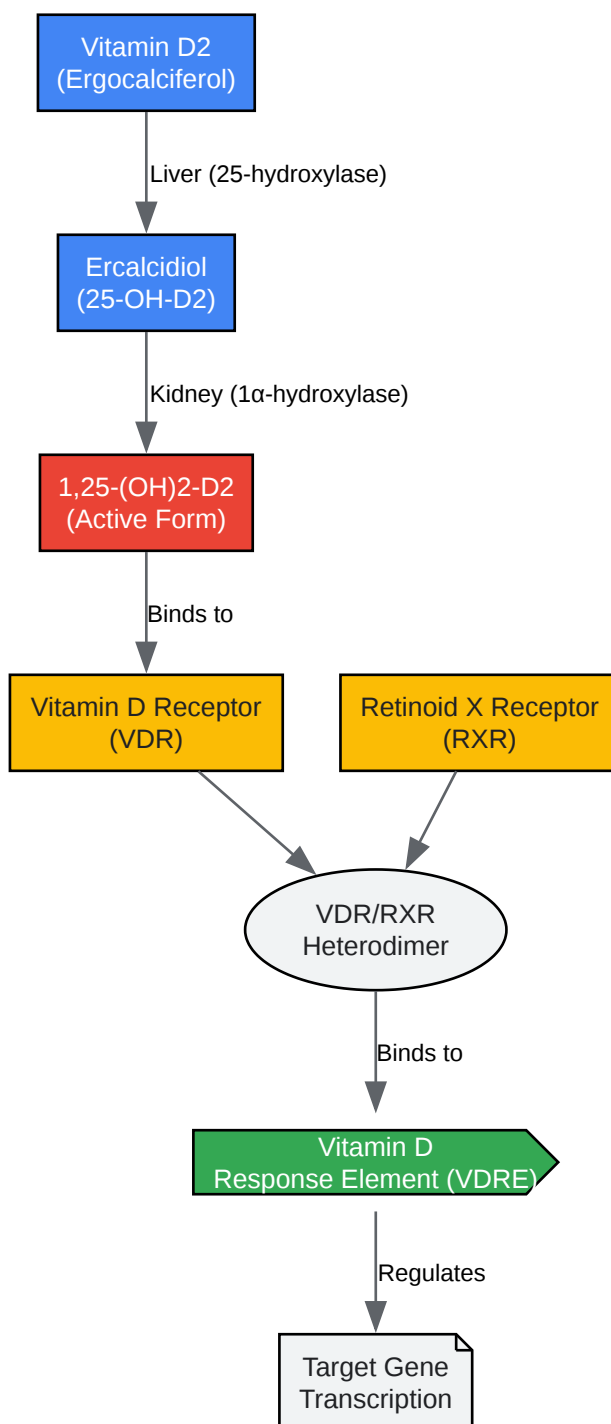 Vitamin D2
(Ergocalciferol)
Liver (25-hydroxylase)
Ercalcidiol
(25-OH-D2)
Kidney (1α-hydroxylase)
1,25-(OH)2-D2
(Active Form)
Binds to
Vitamin D Receptor
(VDR)
Retinoid X Receptor
(RXR)
VDR/RXR
Heterodimer
Binds to
Vitamin D
Response Element (VDRE)
Regulates
Target Gene
Transcription